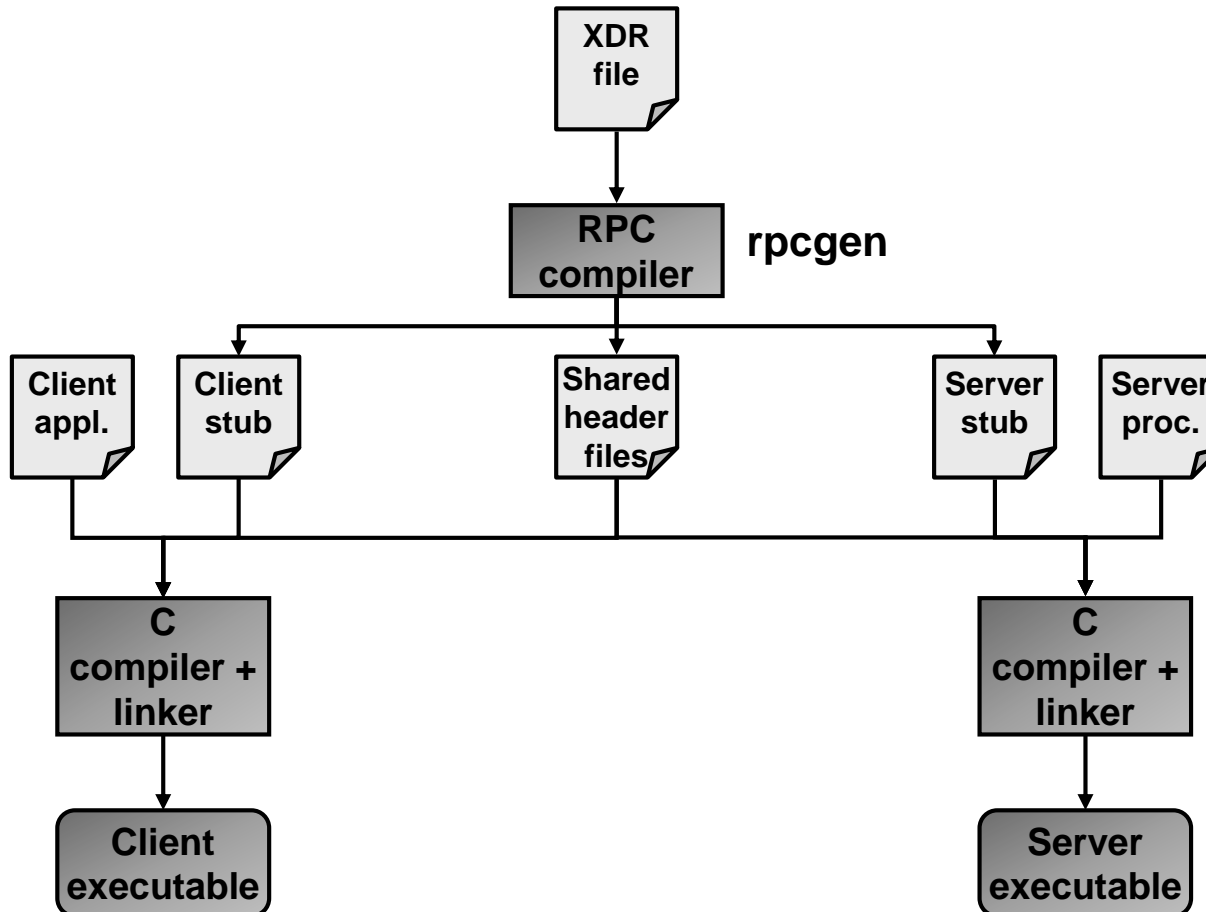 XDR
file
RPC
compiler
rpcgen
Client
appl.
Client
stub
Shared
header
files
Server
stub
Server
proc.
C
compiler +
linker
C
compiler +
linker
Client
executable
Server
executable